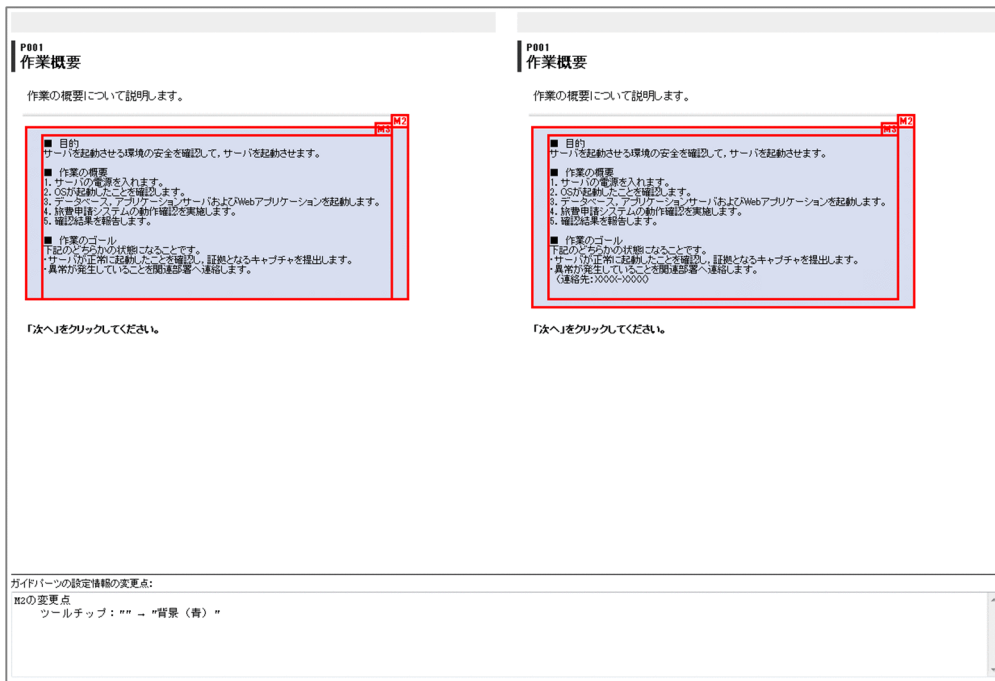 P001
作業概要
作業の概要について説明します。
M2
M3
■ 目的
サーバを起動させる環境の安全を確認して，サーバを起動させます。
■ 作業の概要
1. サーバの電源を入れます。
2. OSが起動したことを確認します。
3. データベース，アプリケーションサーバおよびWebアプリケーションを起動します。
4. 旅費申請システムの動作確認を実施します。
5. 確認結果を報告します。
■ 作業のゴール
下記のどちらかの状態になることです。
・サーバが正常に起動したことを確認し，証拠となるキャプチャを提出します。
・異常が発生していることを関連部署へ連絡します。
「次へ」をクリックしてください。
P001
作業概要
作業の概要について説明します。
M2
M3
■ 目的
サーバを起動させる環境の安全を確認して，サーバを起動させます。
■ 作業の概要
1. サーバの電源を入れます。
2. OSが起動したことを確認します。
3. データベース，アプリケーションサーバおよびWebアプリケーションを起動します。
4. 旅費申請システムの動作確認を実施します。
5. 確認結果を報告します。
■ 作業のゴール
下記のどちらかの状態になることです。
・サーバが正常に起動したことを確認し，証拠となるキャプチャを提出します。
・異常が発生していることを関連部署へ連絡します。
（連絡先：XXXX-XXXX）
「次へ」をクリックしてください。
ガイドパーツの設定情報の変更点：
M2の変更点
ツールチップ："" → "背景（青）"